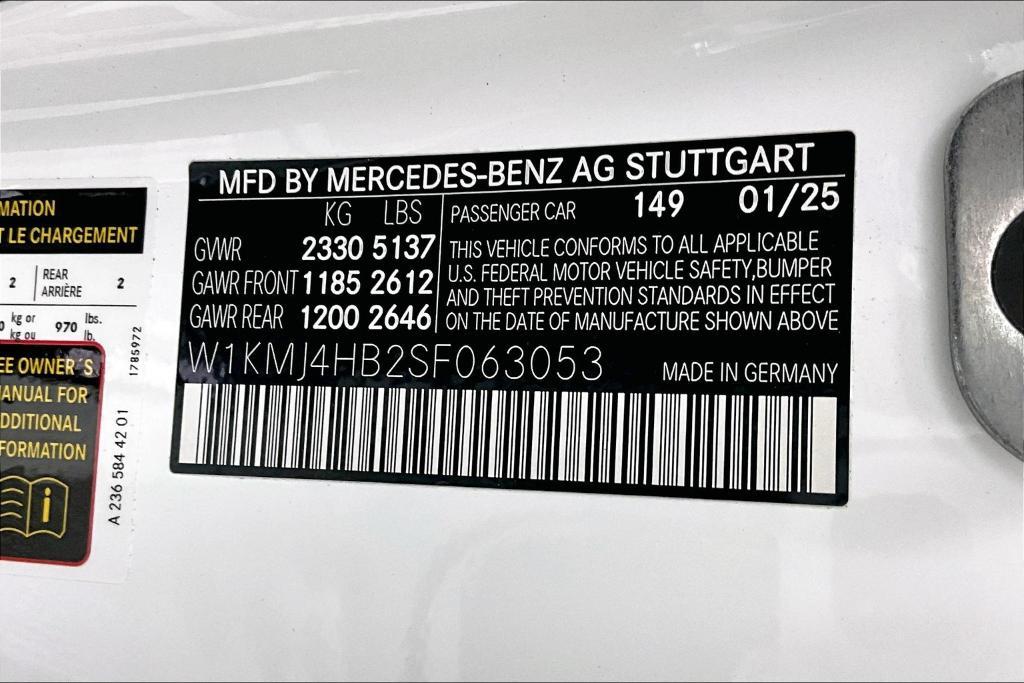 MFD BY MERCEDES-BENZ AG STUTTGART
KG LBS
GVWR 2330 5137
GAWR FRONT 1185 2612
GAWR REAR 1200 2646
PASSENGER CAR 149 01/25
THIS VEHICLE CONFORMS TO ALL APPLICABLE
U.S. FEDERAL MOTOR VEHICLE SAFETY,BUMPER
AND THEFT PREVENTION STANDARDS IN EFFECT
ON THE DATE OF MANUFACTURE SHOWN ABOVE
W1KMJ4HB2SF063053 MADE IN GERMANY
MATION
T LE CHARGEMENT
2 REAR 2
ARRIÈRE
0 kg or 970 lbs.
kg ou lb.
EE OWNER´S
MANUAL FOR
DDITIONAL
FORMATION
i
1785972
A 236 584 42 01